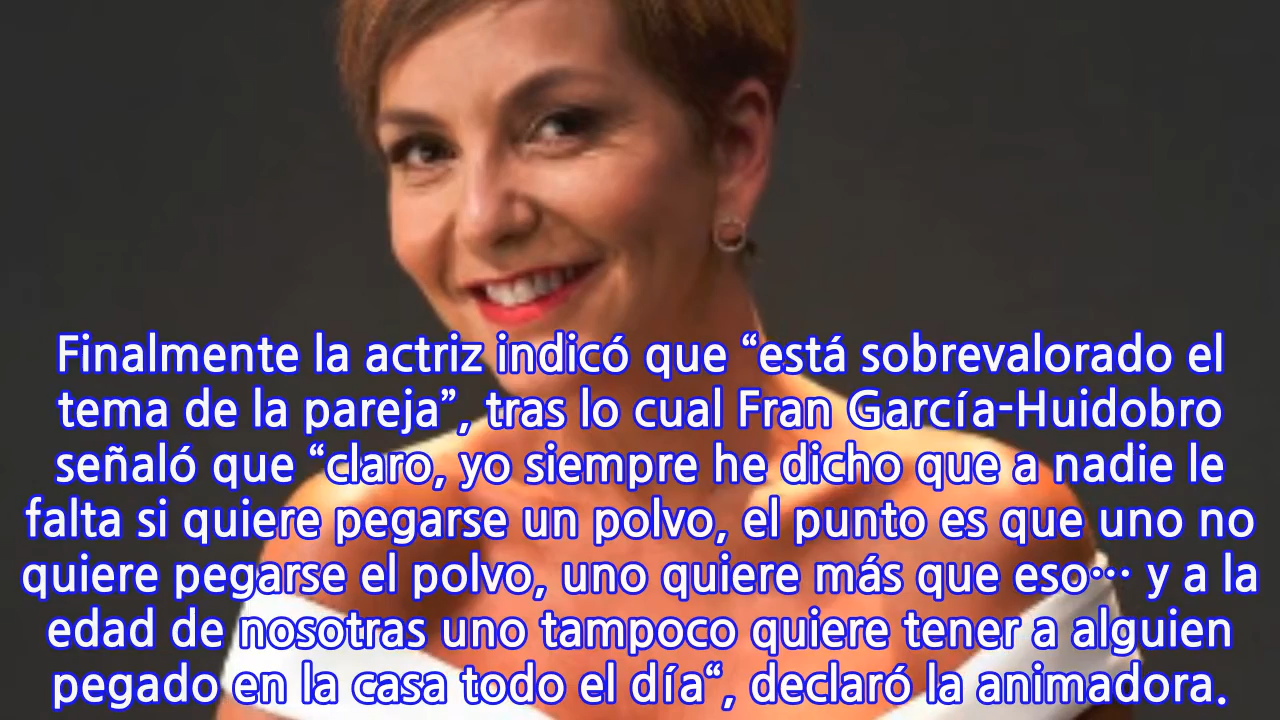 Finalmente la actriz indicó que “está sobrevalorado el
tema de la pareja”, tras lo cual Fran García-Huidobro
señaló que “claro, yo siempre he dicho que a nadie le
falta si quiere pegarse un polvo, el punto es que uno no
quiere pegarse el polvo, uno quiere más que eso… y a la
edad de nosotras uno tampoco quiere tener a alguien
pegado en la casa todo el día“, declaró la animadora.